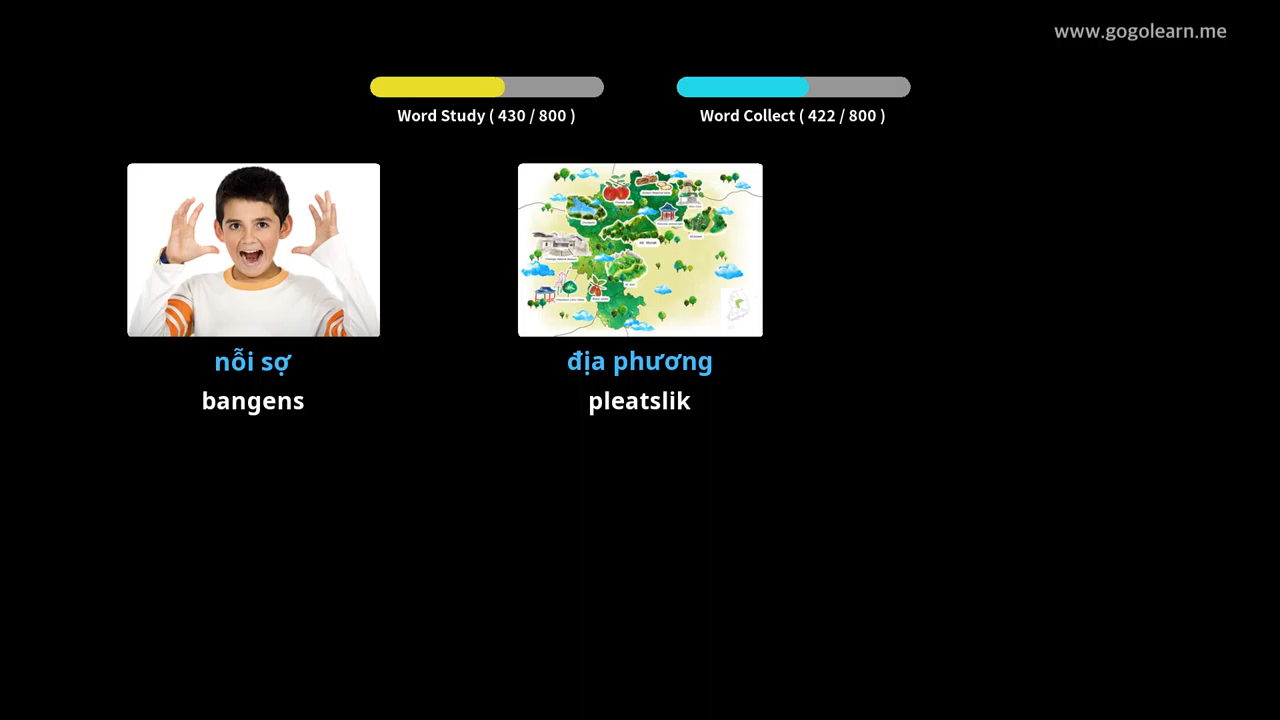 www.gogolearn.me
Word Study ( 430 / 800 )
Word Collect ( 422 / 800 )
nỗi sợ
địa phương
bangens
pleatslik